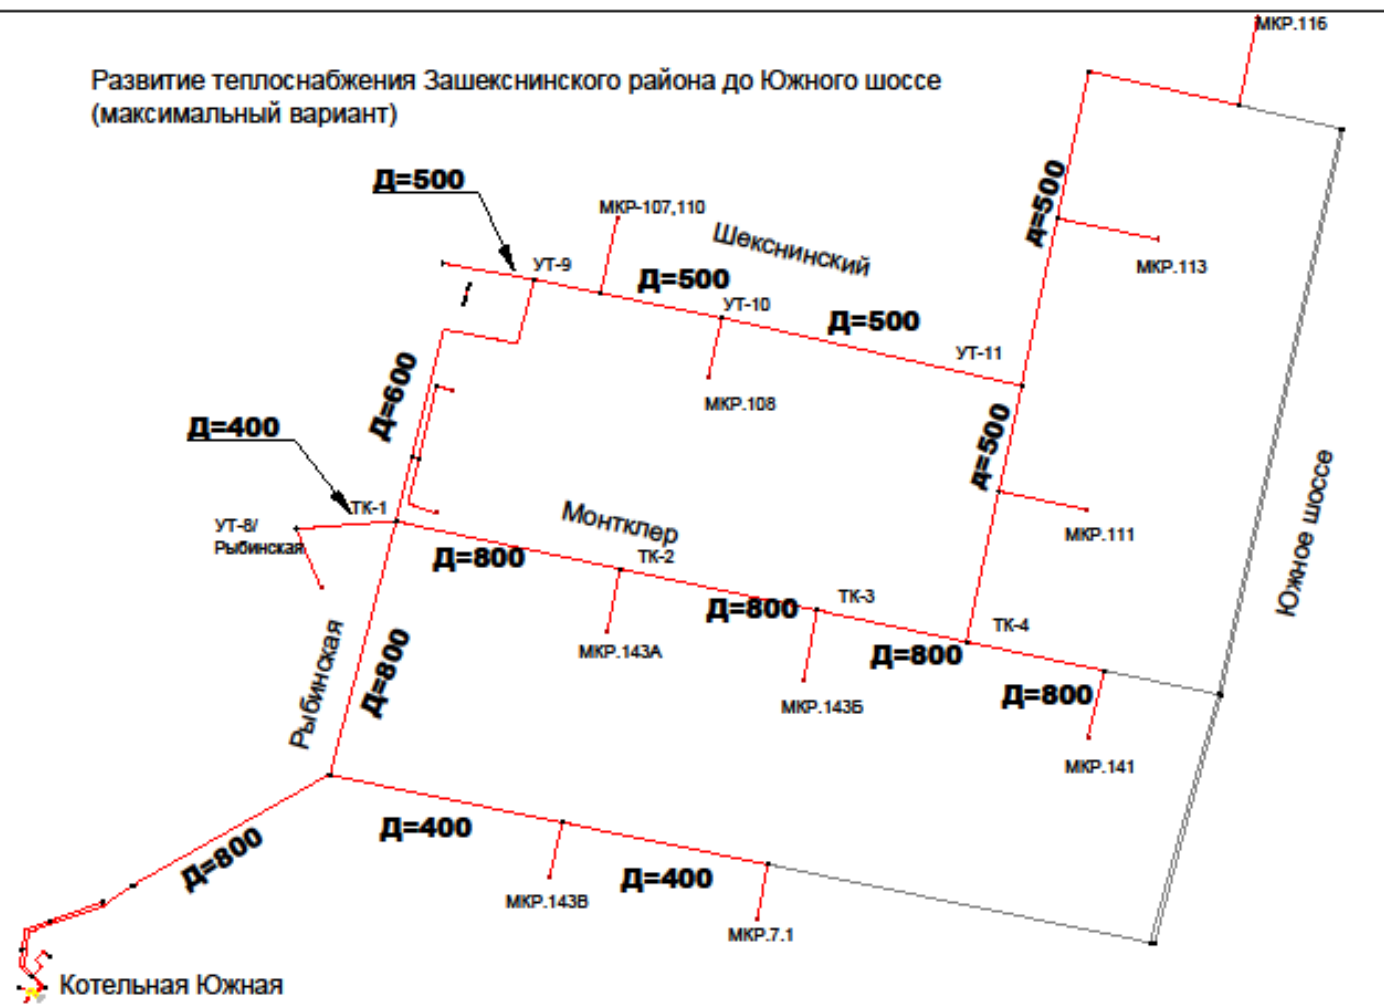 МКР.116
Развитие теплоснабжения Зашекснинского района до Южного шоссе
(максимальный вариант)
Д=500
МКР-107,110
Шекснинский
д=500
УТ-9
Д=500
МКР.113
УТ-10
Д=500
УТ-11
Д=600
МКР.108
Д=400
д=500
ТК-1
Монтклер
УТ-8/
Рыбинская
МКР.111
Южное шоссе
Д=800
ТК-2
Д=800
ТК-3
ТК-4
МКР.143А
Д=800
Рыбинская
Д=800
Д=800
МКР.143Б
МКР.141
Д=400
Д=800
Д=400
МКР.143В
МКР.7.1
Котельная Южная